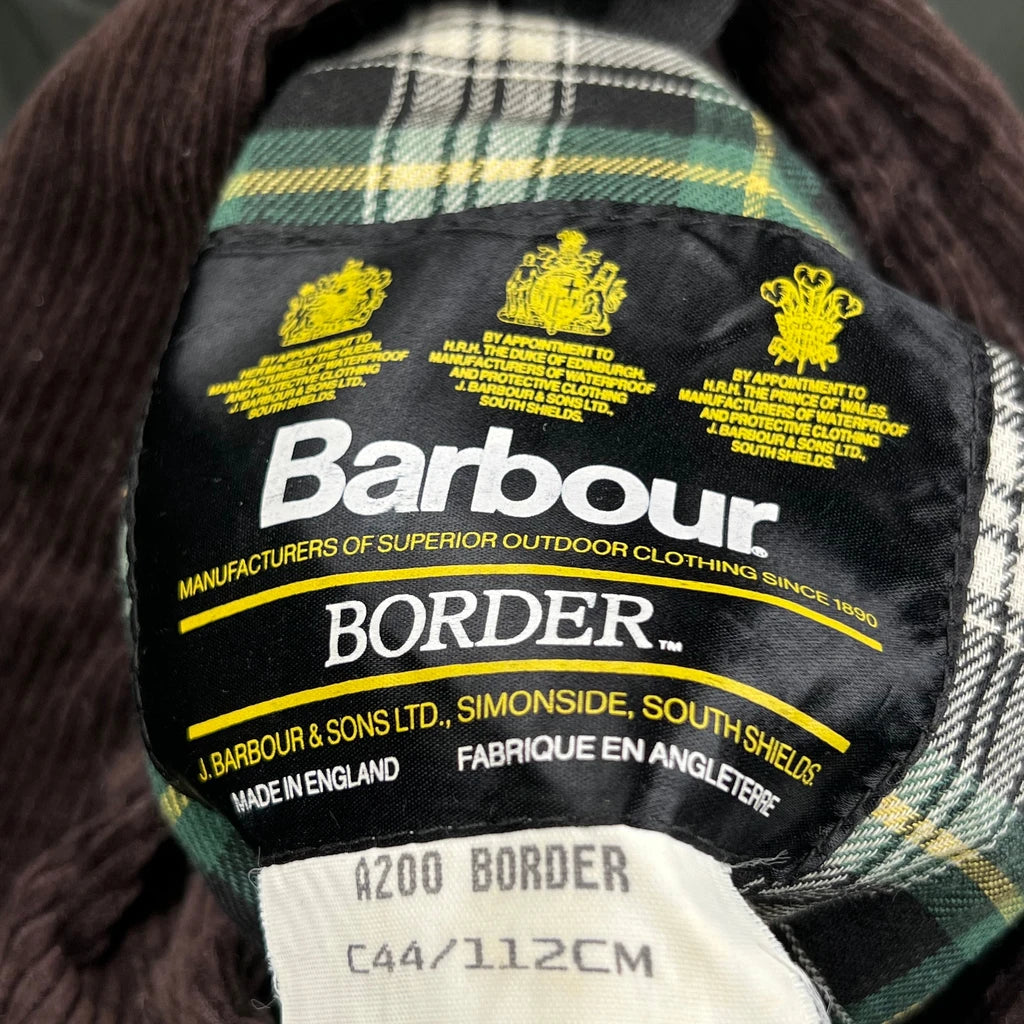 BY APPOINTMENT TO
HER MAJESTY THE QUEEN.
MANUFACTURERS OF WATERPROOF
AND PROTECTIVE CLOTHING
J. BARBOUR & SONS LTD.,
SOUTH SHIELDS.
BY APPOINTMENT TO
H.R.H. THE DUKE OF EDINBURGH.
MANUFACTURERS OF WATERPROOF
AND PROTECTIVE CLOTHING
J. BARBOUR & SONS LTD.,
SOUTH SHIELDS.
BY APPOINTMENT TO
H.R.H. THE PRINCE OF WALES.
MANUFACTURERS OF WATERPROOF
AND PROTECTIVE CLOTHING
J. BARBOUR & SONS LTD.,
SOUTH SHIELDS.
Barbour®
MANUFACTURERS OF SUPERIOR OUTDOOR CLOTHING SINCE 1890
BORDER™
J. BARBOUR & SONS LTD., SIMONSIDE, SOUTH SHIELDS.
MADE IN ENGLAND FABRIQUE EN ANGLETERRE
A200 BORDER
C44/112CM